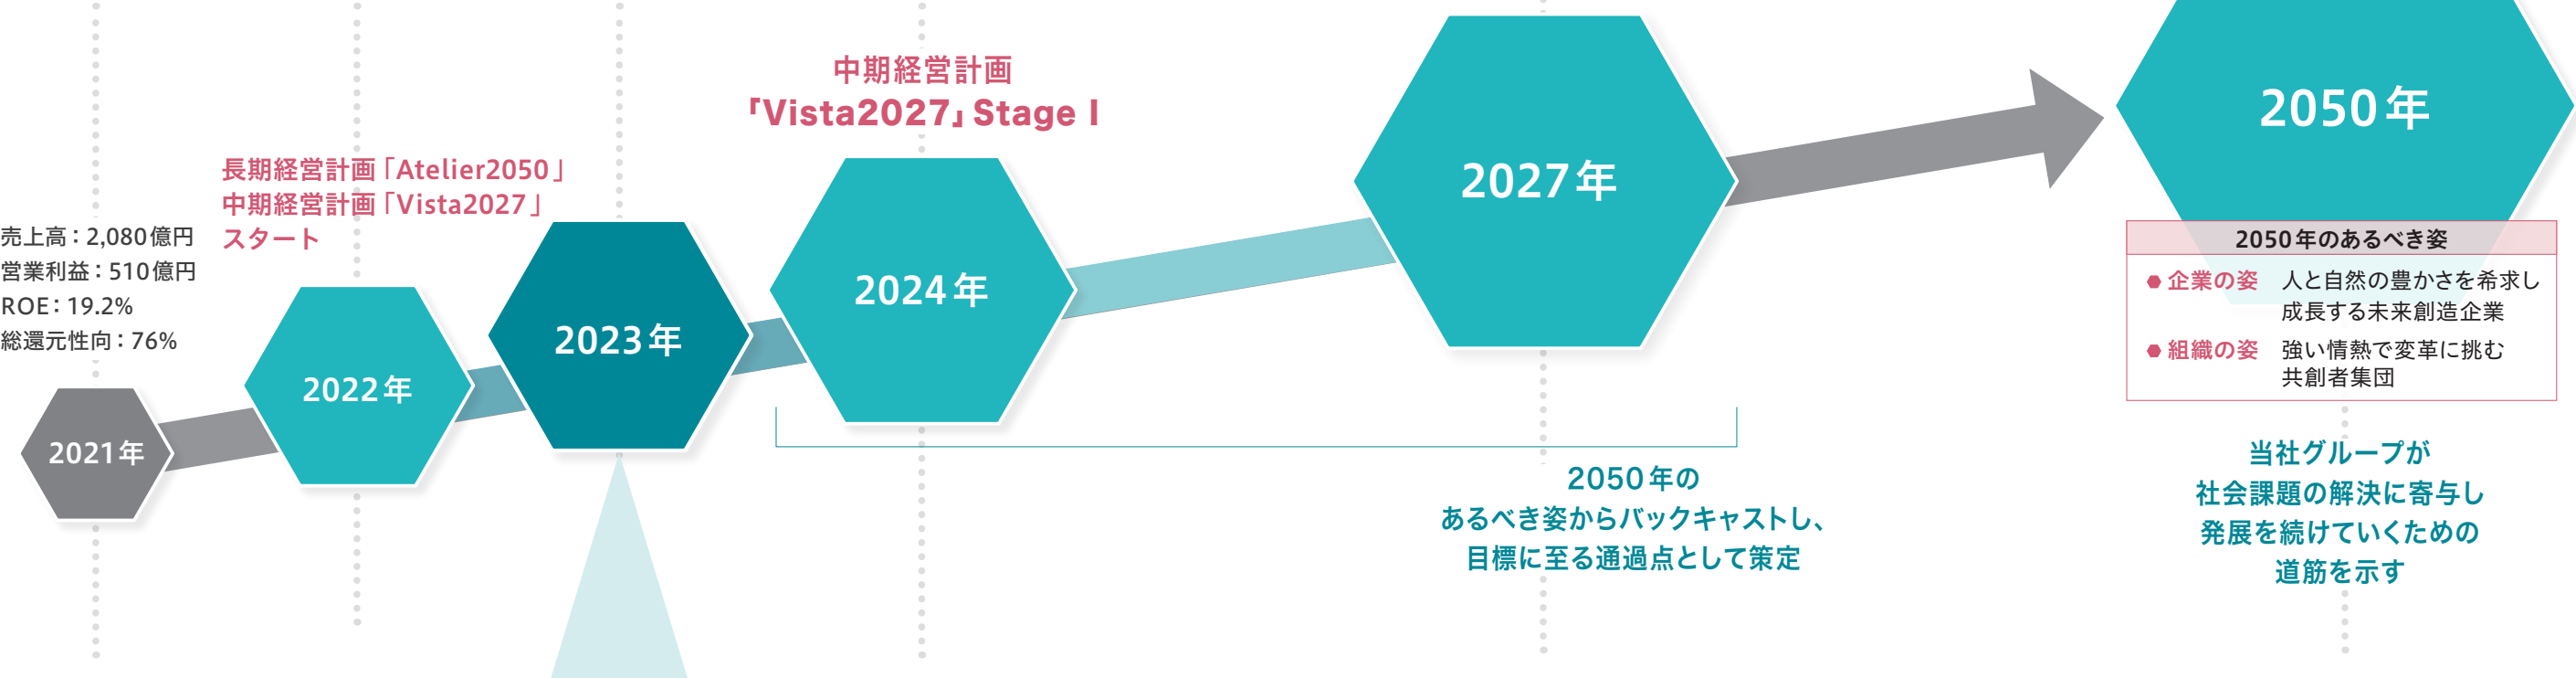 売上高：2,080億円
営業利益：510億円
ROE：19.2%
総還元性向：76%
2021年
長期経営計画「Atelier2050」
中期経営計画「Vista2027」
スタート
2022年
2023年
中期経営計画
「Vista2027」Stage I
2024年
2027年
2050年の
あるべき姿からバックキャストし、
目標に至る通過点として策定
2050年
2050年のあるべき姿
企業の姿 人と自然の豊かさを希求し
成長する未来創造企業
組織の姿 強い情熱で変革に挑む
共創者集団
当社グループが
社会課題の解決に寄与し
発展を続けていくための
道筋を示す